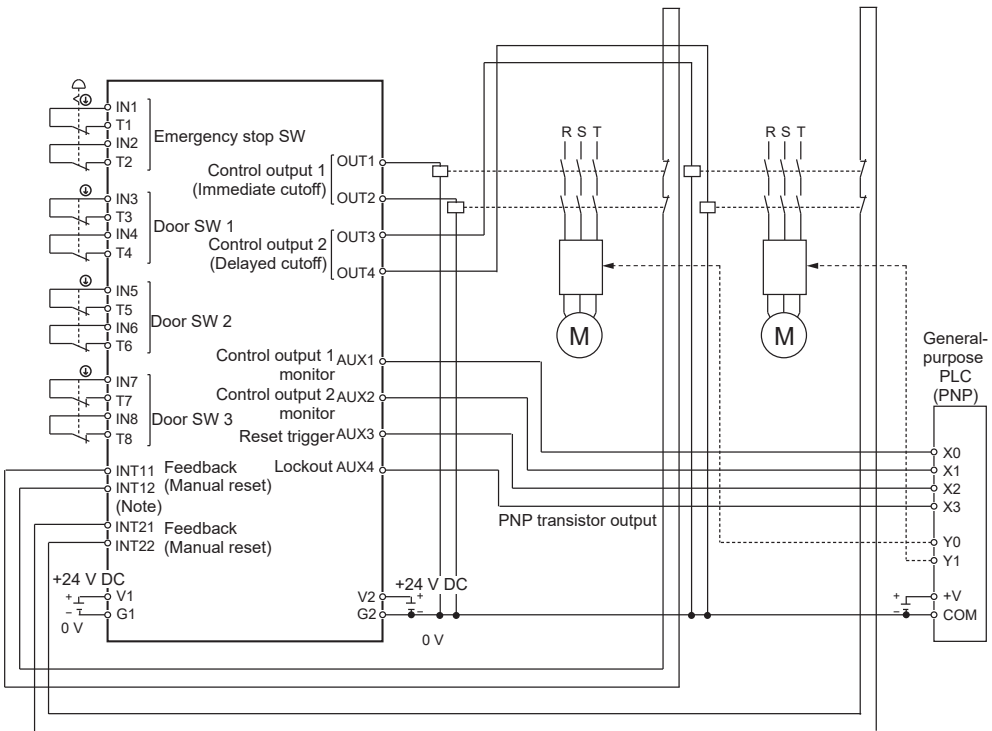 IN1
T1
IN2
T2
Emergency stop SW
IN3
T3
IN4
T4
Door SW 1
IN5
T5
IN6
T6
Door SW 2
IN7
T7
IN8
T8
Door SW 3
INT11
INT12
(Note)
Feedback
(Manual reset)
INT21
INT22
Feedback
(Manual reset)
+24 V DC
+
−
V1
G1
0 V
Control output 1
(Immediate cutoff)
OUT1
OUT2
Control output 2
(Delayed cutoff)
OUT3
OUT4
Control output 1
monitor
AUX1
Control output 2
monitor
AUX2
Reset trigger AUX3
Lockout AUX4
V2
G2
+24 V DC
+
−
0 V
PNP transistor output
R S T
M
R S T
M
General-
purpose
PLC
(PNP)
X0
X1
X2
X3
Y0
Y1
+
−
+V
COM